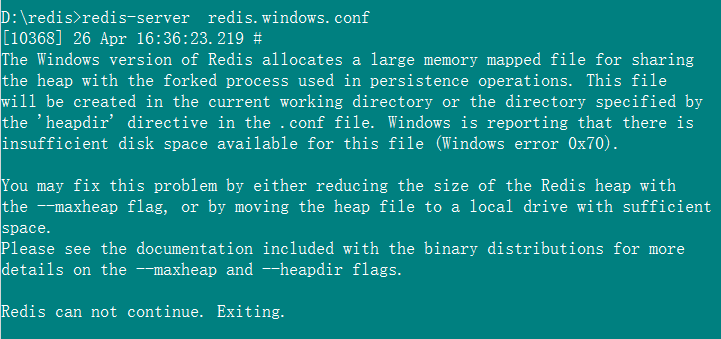 D:\redis>redis-server  redis.windows.conf
[10368] 26 Apr 16:36:23.219 #
The Windows version of Redis allocates a large memory mapped file for sharing
the heap with the forked process used in persistence operations. This file
will be created in the current working directory or the directory specified by
the 'heapdir' directive in the .conf file. Windows is reporting that there is
insufficient disk space available for this file (Windows error 0x70).

You may fix this problem by either reducing the size of the Redis heap with
the --maxheap flag, or by moving the heap file to a local drive with sufficient
space.
Please see the documentation included with the binary distributions for more
details on the --maxheap and --heapdir flags.

Redis can not continue. Exiting.